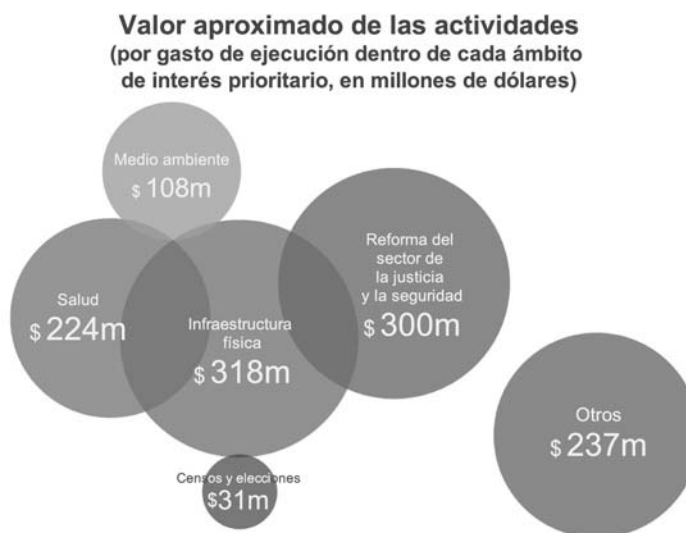 Valor aproximado de las actividades
(por gasto de ejecución dentro de cada ámbito
de interés prioritario, en millones de dólares)
Medio ambiente
$ 108m
Reforma del
sector de
la justicia
y la seguridad
$ 300m
Salud
$ 224m
Infraestructura
física
$ 318m
Otros
$ 237m
Censos y elecciones
$31m